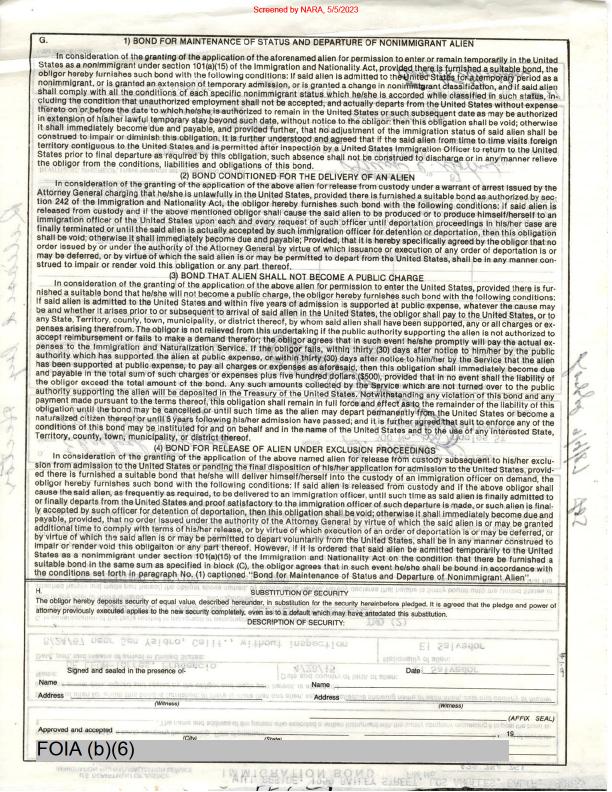 Screened by NARA, 5/5/2023
G. 1) BOND FOR MAINTENANCE OF STATUS AND DEPARTURE OF NONIMMIGRANT ALIEN
In consideration of the granting of the application of the aforenamed alien for permission to enter or remain temporarily in the United
States as a nonimmigrant under section 101(a)(15) of the Immigration and Nationality Act, provided there is furnished a suitable bond, the
obligor hereby furnishes such bond with the following conditions: If said alien is admitted to the United States for a temporary period as a
nonimmigrant, or is granted an extension of temporary admission, or is granted a change in nonimmigrant classification, and if said alien
shall comply with all the conditions of each specific nonimmigrant status which he/she is accorded while classified in such status, in-
cluding the condition that unauthorized employment shall not be accepted; and actually departs from the United States without expense
thereto on or before the date to which he/she is authorized to remain in the United States or such subsequent date as may be authorized
in extension of his lawful temporary stay beyond such date, without notice to the obligor: then this obligation shall be void; otherwise
it shall immediately become due and payable, and provided further, that no adjustment of the immigration status of said alien shall be
construed to impair or diminish this obligation. It is further understood and agreed that if the said alien from time to time visits foreign
territory contiguous to the United States and is permitted after inspection by a United States Immigration Officer to return to the United
States prior to final departure as required by this obligation, such absence shall not be construed to discharge or in any manner relieve
the obligor from the conditions, liabilities and obligations of this bond.
(2) BOND CONDITIONED FOR THE DELIVERY OF AN ALIEN
In consideration of the granting of the application of the above alien for release from custody under a warrant of arrest issued by the
Attorney General charging that he/she is unlawfully in the United States, provided there is furnished a suitable bond as authorized by sec-
tion 242 of the Immigration and Nationality Act, the obligor hereby furnishes such bond with the following conditions: if said alien is
released from custody and if the above mentioned obligor shall cause the said alien to be produced or to produce himself/herself to an
immigration officer of the United States upon each and every request of such officer until deportation proceedings in his/her case are
finally terminated or until the said alien is actually accepted by such immigration officer for detention or deportation, then this obligation
shall be void; otherwise it shall immediately become due and payable; Provided, that it is hereby specifically agreed by the obligor that no
order issued by or under the authority of the Attorney General by virtue of which issuance or execution of any order of deportation is or
may be deferred, or by virtue of which the said alien is or may be permitted to depart from the United States, shall be in any manner con-
strued to impair or render void this obligation or any part thereof.
(3) BOND THAT ALIEN SHALL NOT BECOME A PUBLIC CHARGE
In consideration of the granting of the application of the above alien for permission to enter the United States, provided there is fur-
nished a suitable bond that he/she will not become a public charge, the obligor hereby furnishes such bond with the following conditions:
If said alien is admitted to the United States and within five years of admission is supported at public expense, whatever the cause may
be and whether it arises prior to or subsequent to arrival of said alien in the United States, the obligor shall pay to the United States, or to
any State, Territory, county, town, municipality, or district thereof, by whom said alien shall have been supported, any or all charges or ex-
penses arising therefrom. The obligor is not relieved from this undertaking if the public authority supporting the alien is not authorized to
accept reimbursement or fails to make a demand therefor; the obligor agrees that in such event he/she promptly will pay the actual ex-
penses to the Immigration and Naturalization Service. If the obligor fails, within thirty (30) days after notice to him/her by the public
authority which has supported the alien at public expense, or within thirty (30) days after notice to him/her by the Service that the alien
has been supported at public expense, to pay all charges or expenses as aforesaid, then this obligation shall immediately become due
and payable in the total sum of such charges or expenses plus five hundred dollars ($500), provided that in no event shall the liability of
the obligor exceed the total amount of the bond. Any such amounts collected by the Service which are not turned over to the public
authority supporting the alien will be deposited in the Treasury of the United States. Notwithstanding any violation of this bond and any
payment made pursuant to the terms thereof, this obligation shall remain in full force and affect as to the remainder of the liability of this
obligation until the bond may be cancelled or until such time as the alien may depart permanently from the United States or become a
naturalized citizen thereof or until 5 years following his/her admission have passed; and it is further agreed that suit to enforce any of the
conditions of this bond may be instituted for and on behalf and in the name of the United States and to the use of any interested State,
Territory, county, town, municipality, or district thereof.
(4) BOND FOR RELEASE OF ALIEN UNDER EXCLUSION PROCEEDINGS
In consideration of the granting of the application of the above named alien for release from custody subsequent to his/her exclu-
sion from admission to the United States or pending the final disposition of his/her application for admission to the United States, provid-
ed there is furnished a suitable bond that he/she will deliver himself/herself into the custody of an immigration officer on demand, the
obligor hereby furnishes such bond with the following conditions: If said alien is released from custody and if the above obligor shall
cause the said alien, as frequently as required, to be delivered to an immigration officer, until such time as said alien is finally admitted to
or finally departs from the United States and proof satisfactory to the immigration officer of such departure is made, or such alien is final-
ly accepted by such officer for detention of deportation, then this obligation shall be void; otherwise it shall immediately become due and
payable, provided, that no order issued under the authority of the Attorney General by virtue of which the said alien is or may be granted
additional time to comply with terms of his/her release, or by virtue of which execution of an order of deportation is or may be deferred, or
by virtue of which the said alien is or may be permitted to depart voluntarily from the United States, shall be in any manner construed to
impair or render void this obligation or any part thereof. However, if it is ordered that said alien be admitted temporarily to the United
States as a nonimmigrant under section 101(a)(15) of the Immigration and Nationality Act on the condition that there be furnished a
suitable bond in the same sum as specified in block (C), the obligor agrees that in such event he/she shall be bound in accordance with
the conditions set forth in paragraph No. (1) captioned "Bond for Maintenance of Status and Departure of Nonimmigrant Alien".
H. SUBSTITUTION OF SECURITY
The obligor hereby deposits security of equal value, described hereunder, in substitution for the security hereinbefore pledged. It is agreed that the pledge and power of
attorney previously executed applies to the new security completely, even as to a default which may have antedated this substitution.
DESCRIPTION OF SECURITY:
Signed and sealed in the presence of- Date
Name Name
Address Address
(Witness) (Witness)
(AFFIX SEAL)
Approved and accepted , 19
(City) (State)
FOIA (b)(6)